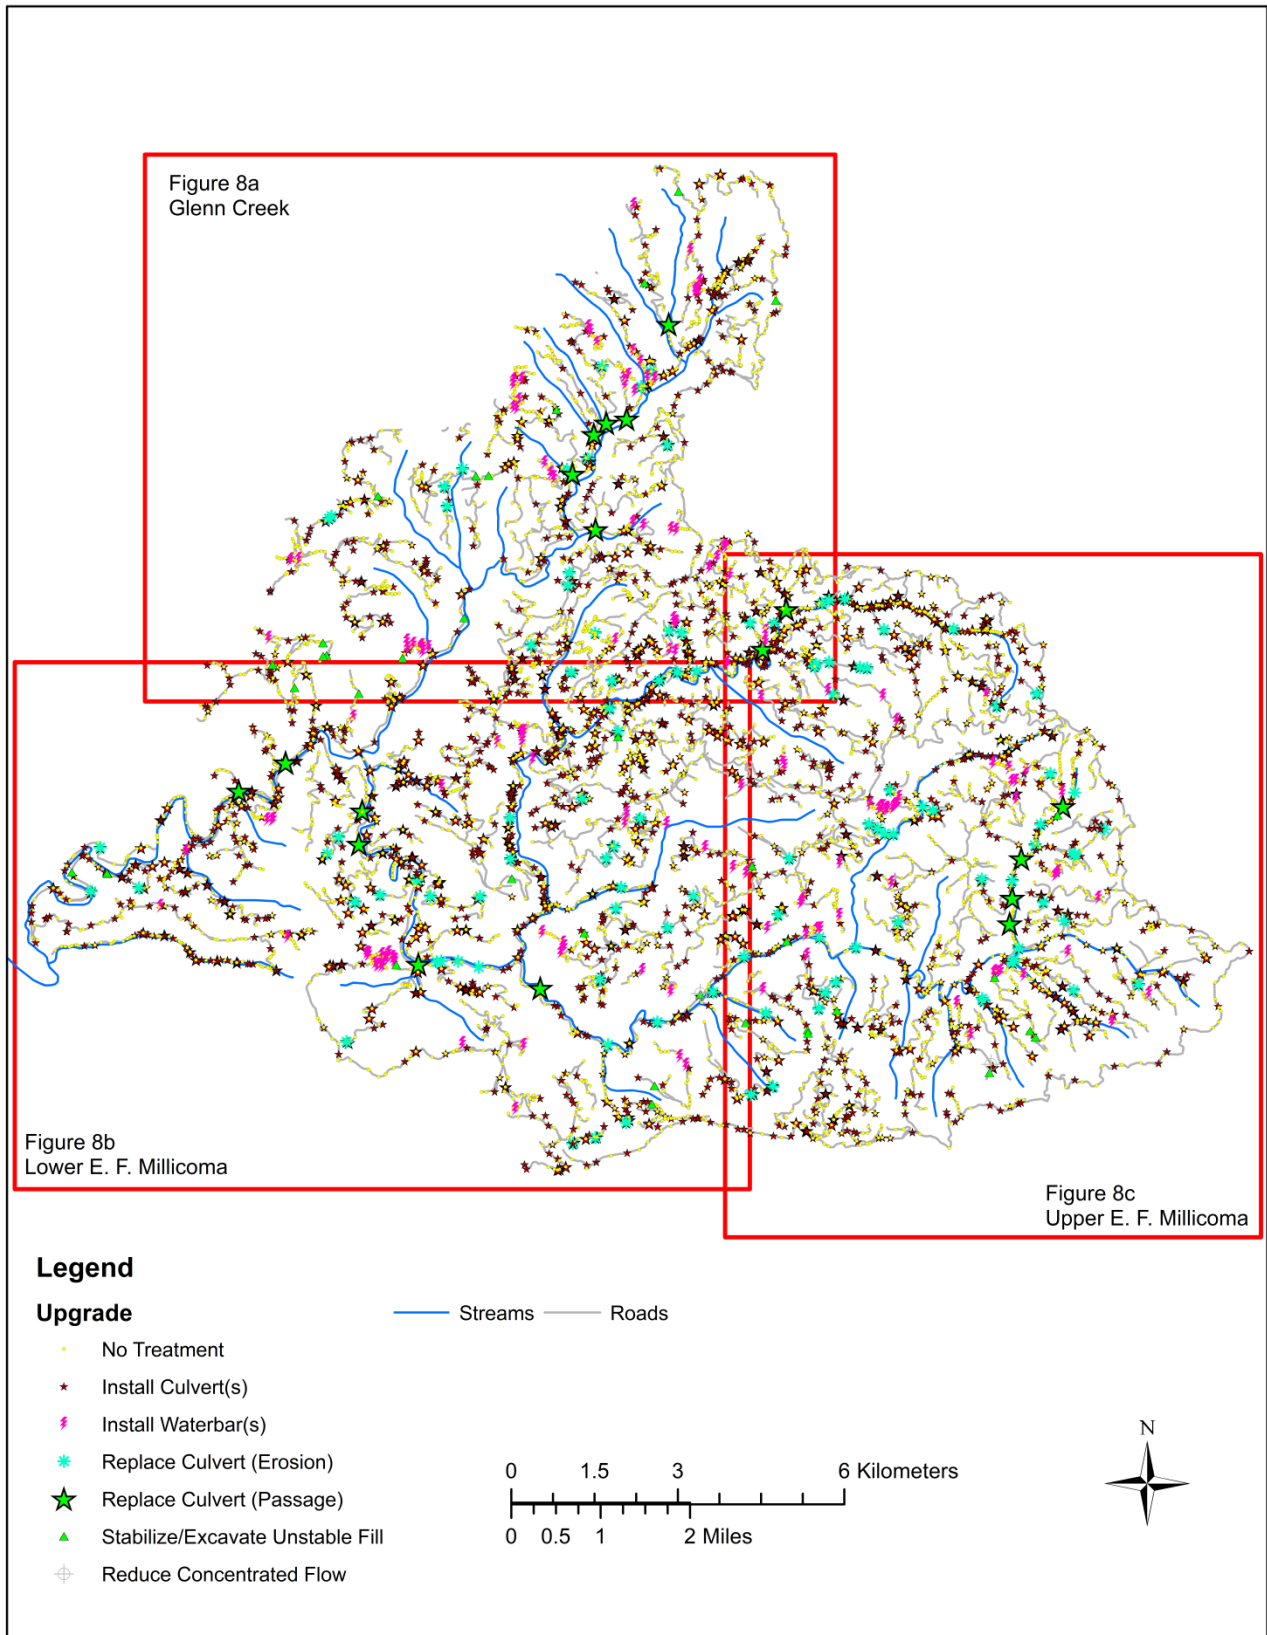 Figure 8a
Glenn Creek
Figure 8b
Lower E. F. Millicoma
Figure 8c
Upper E. F. Millicoma
Legend
Upgrade
Streams
Roads
No Treatment
Install Culvert(s)
Install Waterbar(s)
Replace Culvert (Erosion)
Replace Culvert (Passage)
Stabilize/Excavate Unstable Fill
Reduce Concentrated Flow
0 1.5 3 6 Kilometers
0 0.5 1 2 Miles
N